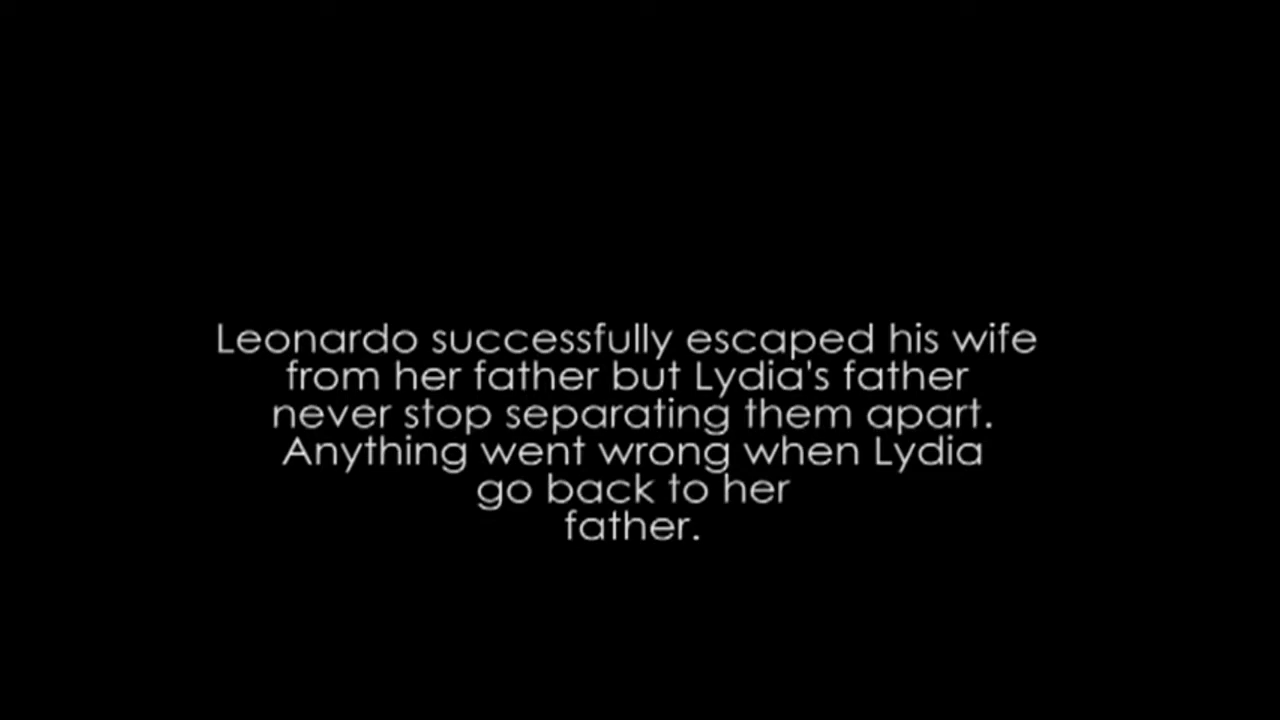 Leonardo successfully escaped his wife
from her father but Lydia's father
never stop separating them apart.
Anything went wrong when Lydia
go back to her
father.